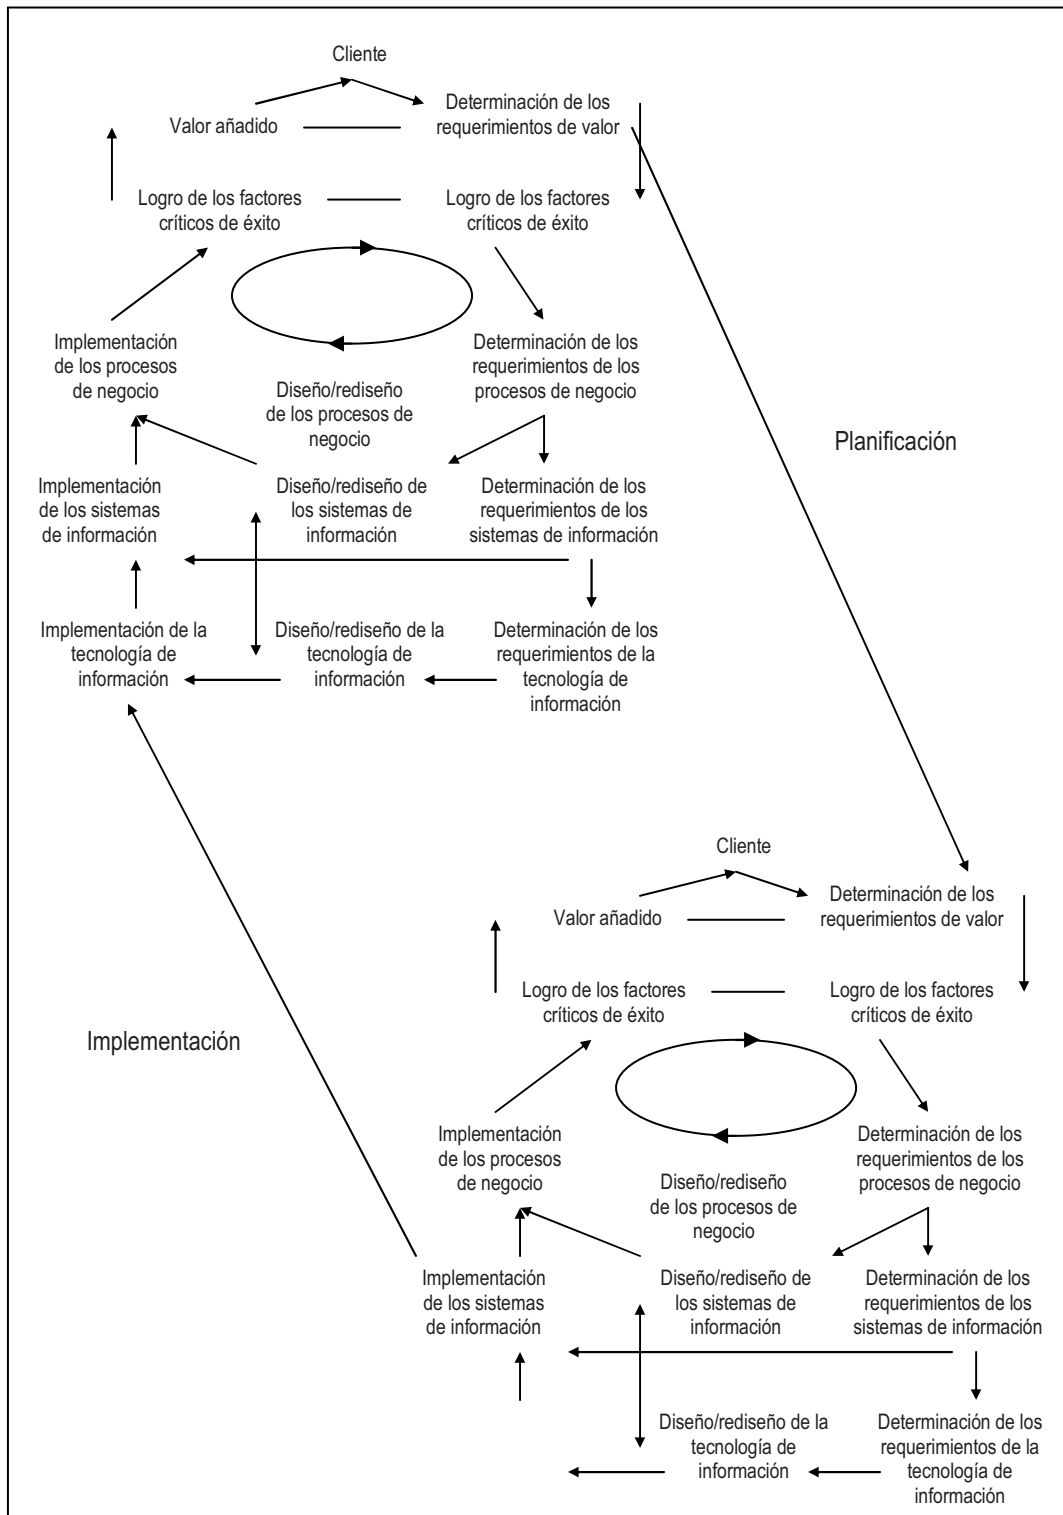 Cliente
Valor añadido
Determinación de los
requerimientos de valor
Logro de los factores
críticos de éxito
Logro de los factores
críticos de éxito
Implementación
de los procesos
de negocio
Diseño/rediseño
de los procesos de
negocio
Determinación de los
requerimientos de los
procesos de negocio
Planificación
Implementación
de los sistemas
de información
Diseño/rediseño de
los sistemas de
información
Determinación de los
requerimientos de los
sistemas de información
Implementación de la
tecnología de
información
Diseño/rediseño de la
tecnología de
información
Determinación de los
requerimientos de la
tecnología de
información
Cliente
Valor añadido
Determinación de los
requerimientos de valor
Logro de los factores
críticos de éxito
Logro de los factores
críticos de éxito
Implementación
Implementación
de los procesos
de negocio
Diseño/rediseño
de los procesos de
negocio
Determinación de los
requerimientos de los
procesos de negocio
Implementación
de los sistemas
de información
Diseño/rediseño de
los sistemas de
información
Determinación de los
requerimientos de los
sistemas de información
Diseño/rediseño de la
tecnología de
información
Determinación de los
requerimientos de la
tecnología de
información